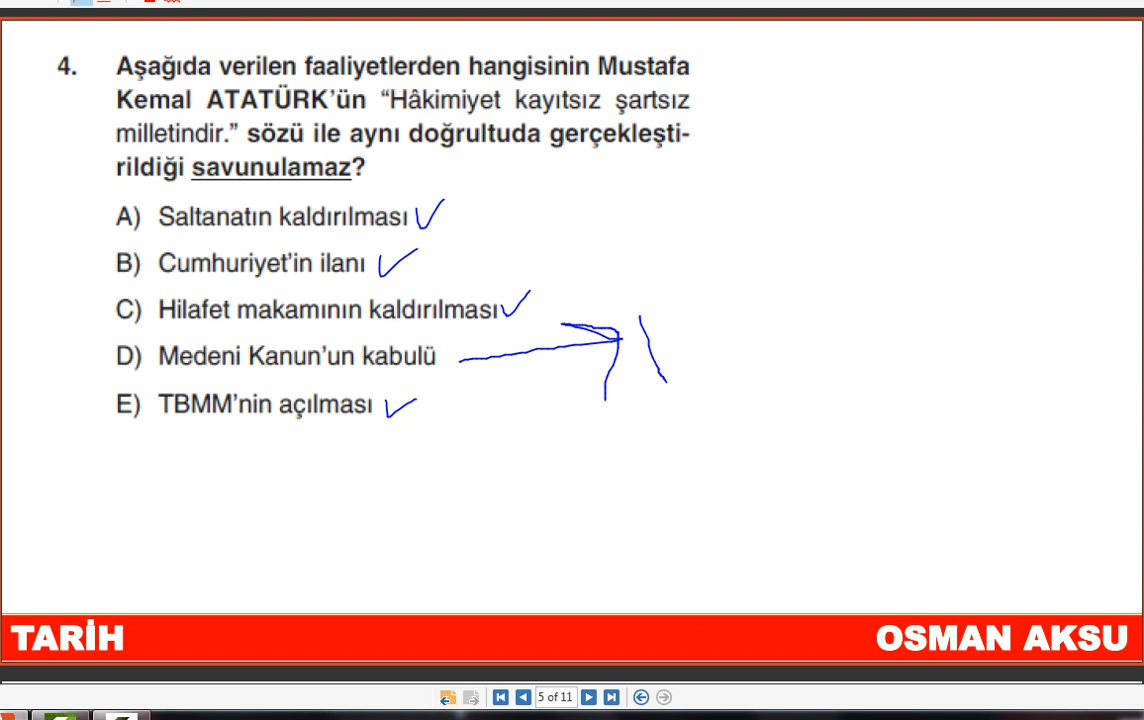 4. Aşağıda verilen faaliyetlerden hangisinin Mustafa
Kemal ATATÜRK'ün “Hâkimiyet kayıtsız şartsız
milletindir.” sözü ile aynı doğrultuda gerçekleşti-
rildiği savunulamaz?
A) Saltanatın kaldırılması
B) Cumhuriyet'in ilanı
C) Hilafet makamının kaldırılması
D) Medeni Kanun'un kabulü
E) TBMM'nin açılması
TARİH OSMAN AKSU
5 of 11